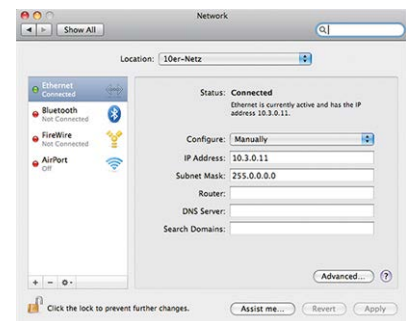 Network
Show All
Location: 10er-Netz
Ethernet
Connected
Bluetooth
Not Connected
FireWire
Not Connected
AirPort
Off
Status: Connected
Ethernet is currently active and has the IP
address 10.3.0.11.
Configure: Manually
IP Address: 10.3.0.11
Subnet Mask: 255.0.0.0
Router:
DNS Server:
Search Domains:
Advanced... ?
Click the lock to prevent further changes.
Assist me... Revert Apply